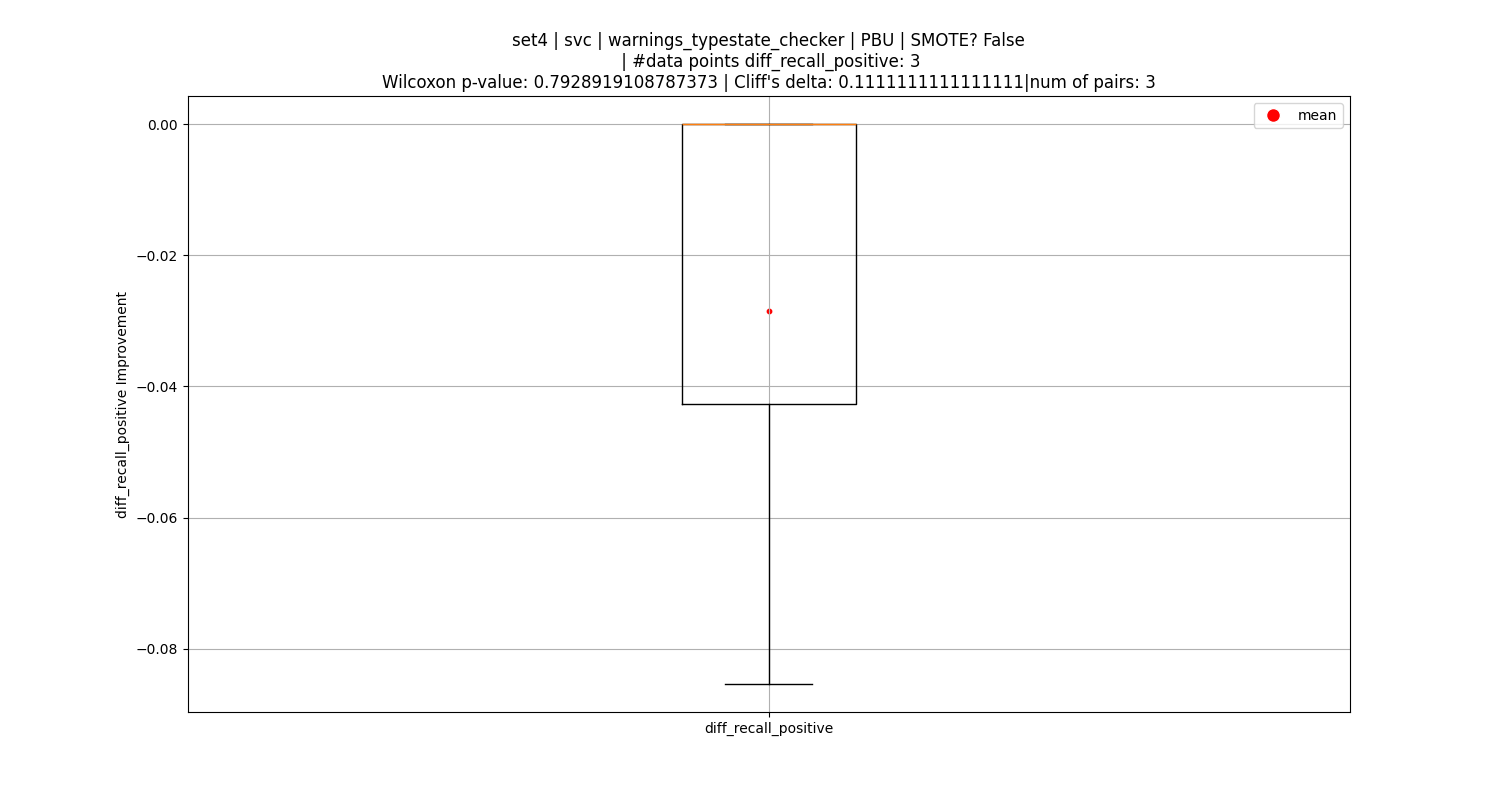 set4 | svc | warnings_typestate_checker | PBU | SMOTE? False
| #data points diff_recall_positive: 3
Wilcoxon p-value: 0.7928919108787373 | Cliff's delta: 0.1111111111111111|num of pairs: 3
mean
0.00
−0.02
−0.04
−0.06
−0.08
diff_recall_positive Improvement
diff_recall_positive